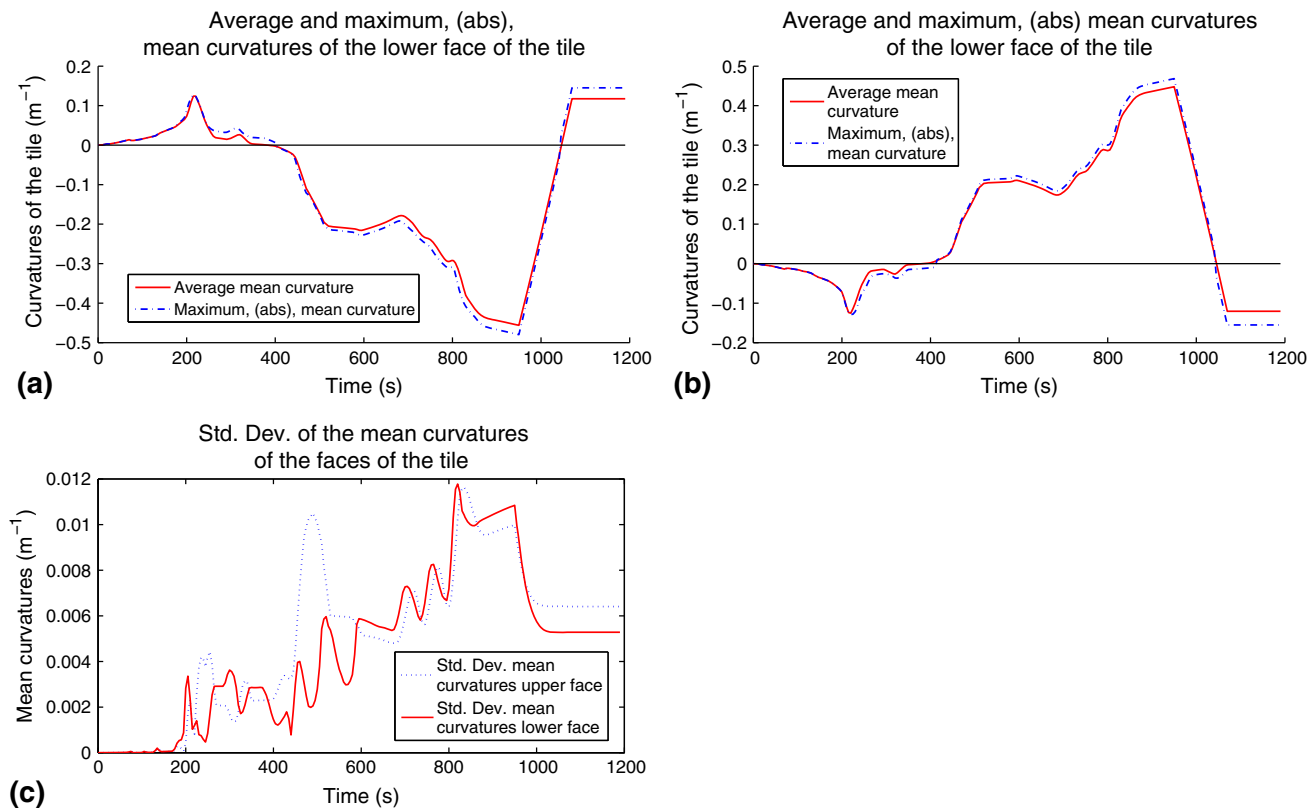 Average and maximum, (abs),
mean curvatures of the lower face of the tile
Curvatures of the tile (m⁻¹)
0.2
0.1
0
−0.1
−0.2
−0.3
−0.4
−0.5
Average mean curvature
Maximum, (abs), mean curvature
0 200 400 600 800 1000 1200
Time (s)
(a)
Average and maximum, (abs) mean curvatures
of the lower face of the tile
Curvatures of the tile (m⁻¹)
0.5
0.4
0.3
0.2
0.1
0
−0.1
−0.2
Average mean
curvature
Maximum, (abs),
mean curvature
0 200 400 600 800 1000 1200
Time (s)
(b)
Std. Dev. of the mean curvatures
of the faces of the tile
Mean curvatures (m⁻¹)
0.012
0.01
0.008
0.006
0.004
0.002
0
Std. Dev. mean
curvatures upper face
Std. Dev. mean
curvatures lower face
0 200 400 600 800 1000 1200
Time (s)
(c)